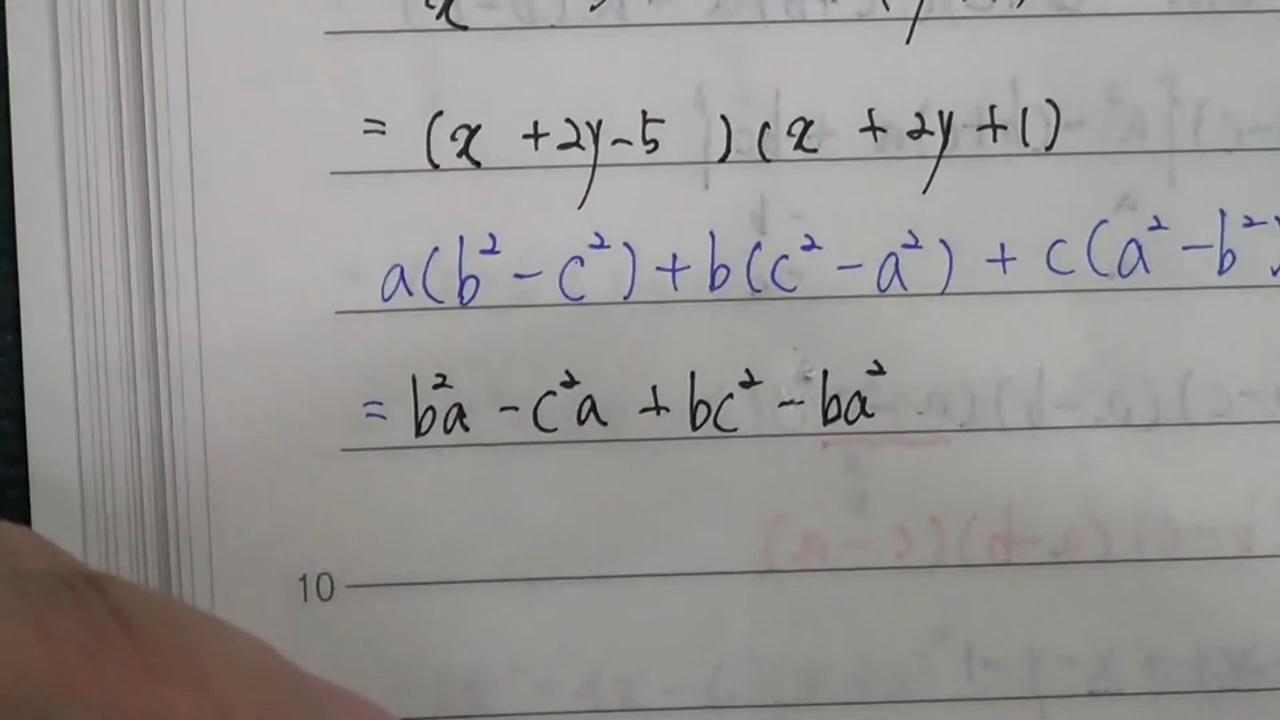 x
= (x +2y-5 ) (x + 2y +1)
a(b² - c²) + b(c² - a²) + c(a² - b²)
= b²a - c²a + bc² - ba²
10